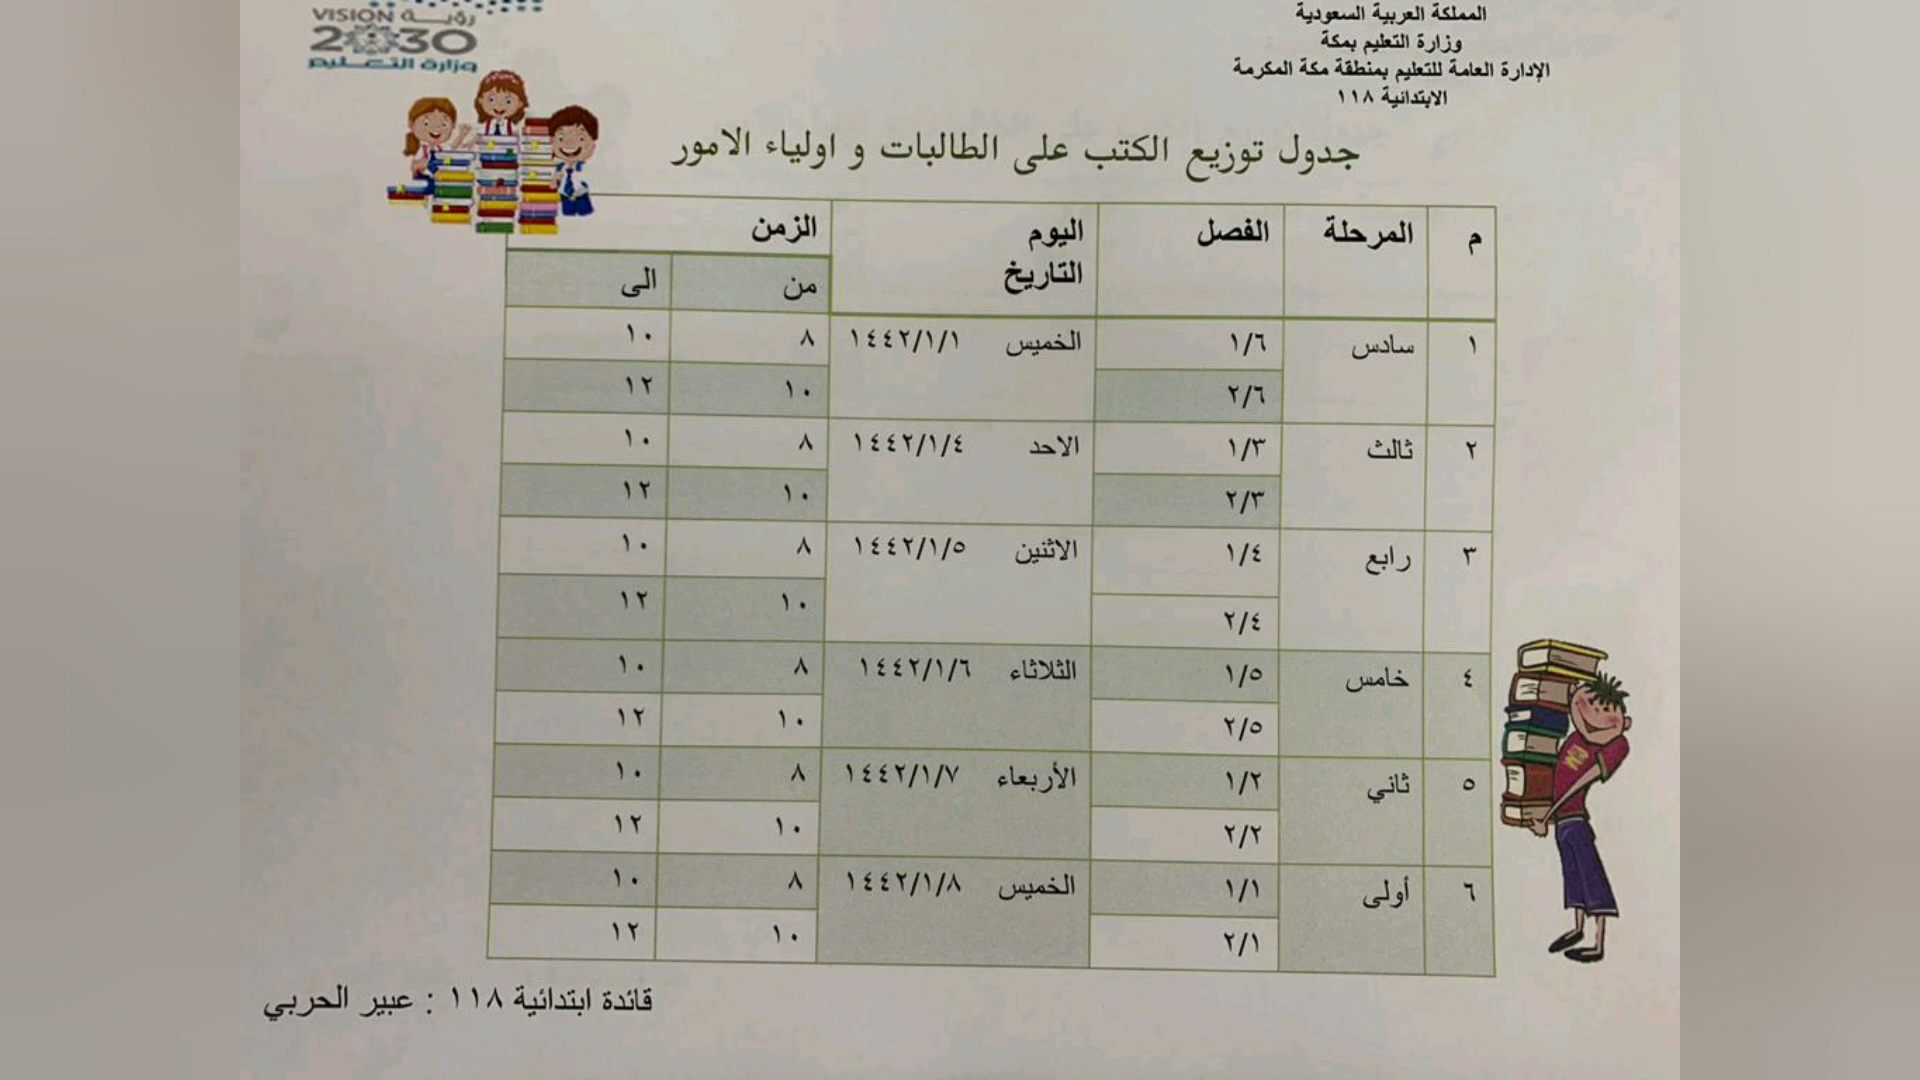 المملكة العربية السعودية
وزارة التعليم بمكة
الإدارة العامة للتعليم بمنطقة مكة المكرمة
الابتدائية ١١٨
VISION رؤيـــة
2030
وزارة التعـــليم
جدول توزيع الكتب على الطالبات و اولياء الامور
م المرحلة الفصل اليوم التاريخ الزمن
من الى
١ سادس ١/٦ الخميس ١٤٤٢/١/١ ٨ ١٠
٢/٦ ١٠ ١٢
٢ ثالث ١/٣ الاحد ١٤٤٢/١/٤ ٨ ١٠
٢/٣ ١٠ ١٢
٣ رابع ١/٤ الاثنين ١٤٤٢/١/٥ ٨ ١٠
٢/٤ ١٠ ١٢
٤ خامس ١/٥ الثلاثاء ١٤٤٢/١/٦ ٨ ١٠
٢/٥ ١٠ ١٢
٥ ثاني ١/٢ الأربعاء ١٤٤٢/١/٧ ٨ ١٠
٢/٢ ١٠ ١٢
٦ أولى ١/١ الخميس ١٤٤٢/١/٨ ٨ ١٠
٢/١ ١٠ ١٢
قائدة ابتدائية ١١٨ : عبير الحربي